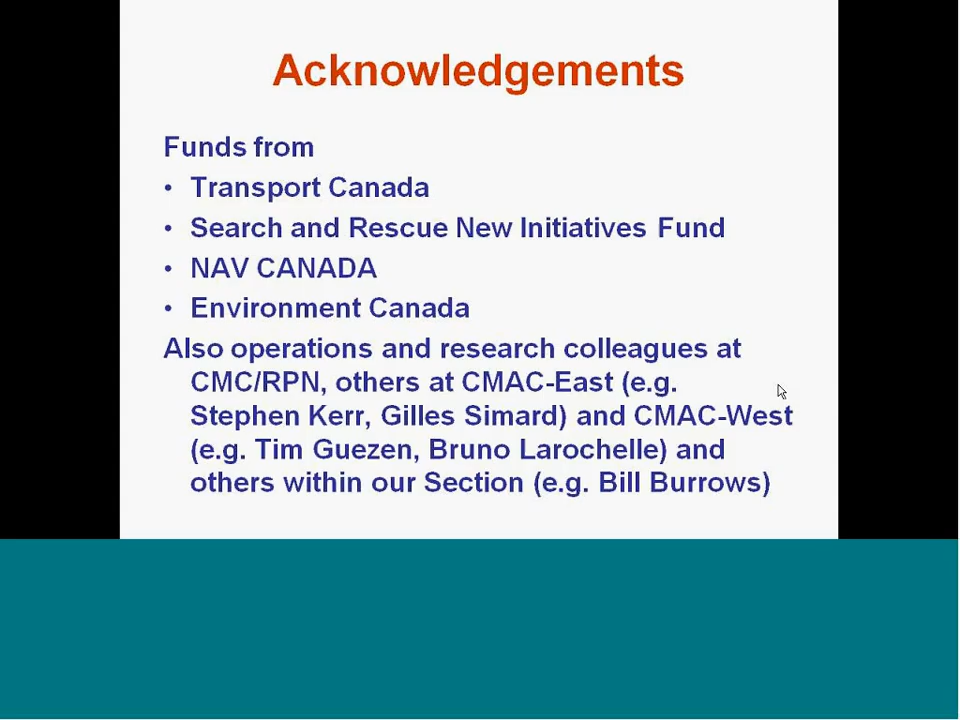 Acknowledgements
Funds from
• Transport Canada
• Search and Rescue New Initiatives Fund
• NAV CANADA
• Environment Canada
Also operations and research colleagues at
CMC/RPN, others at CMAC-East (e.g.
Stephen Kerr, Gilles Simard) and CMAC-West
(e.g. Tim Guezen, Bruno Larochelle) and
others within our Section (e.g. Bill Burrows)